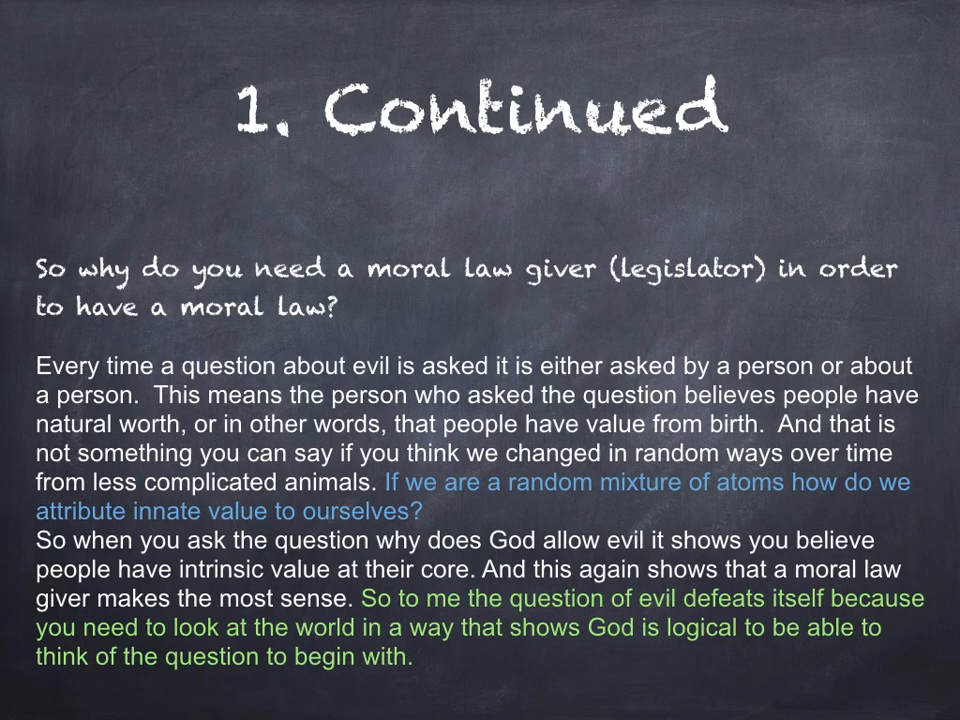 1. Continued
So why do you need a moral law giver (legislator) in order
to have a moral law?
Every time a question about evil is asked it is either asked by a person or about
a person.  This means the person who asked the question believes people have
natural worth, or in other words, that people have value from birth.  And that is
not something you can say if you think we changed in random ways over time
from less complicated animals. If we are a random mixture of atoms how do we
attribute innate value to ourselves?
So when you ask the question why does God allow evil it shows you believe
people have intrinsic value at their core. And this again shows that a moral law
giver makes the most sense. So to me the question of evil defeats itself because
you need to look at the world in a way that shows God is logical to be able to
think of the question to begin with.